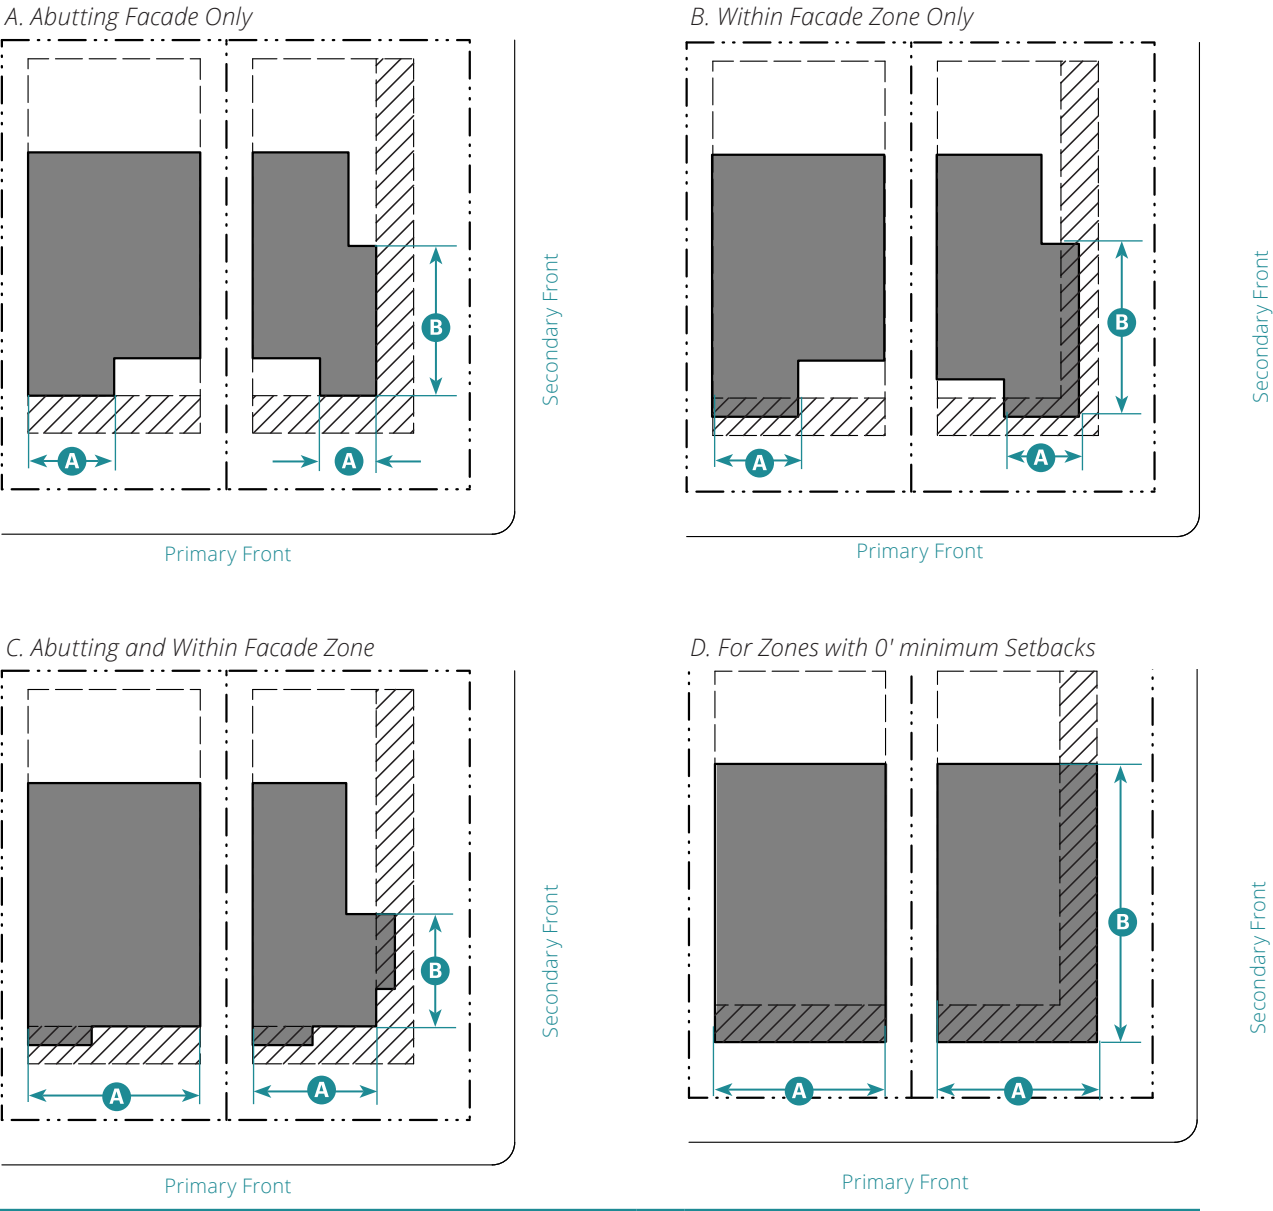 A. Abutting Facade Only
B
A
A
Secondary Front
Primary Front
B. Within Facade Zone Only
B
A
A
Secondary Front
Primary Front
C. Abutting and Within Facade Zone
B
A
A
Secondary Front
Primary Front
D. For Zones with 0' minimum Setbacks
B
A
A
Secondary Front
Primary Front